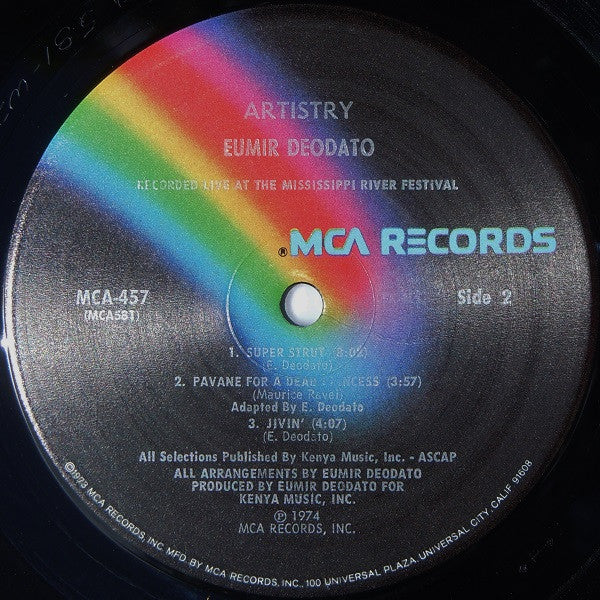 ARTISTRY
EUMIR DEODATO
RECORDED LIVE AT THE MISSISSIPPI RIVER FESTIVAL
®MCA RECORDS
MCA-457
(MCA581)
Side 2
1. SUPER STRUT (8:02)
(E. Deodato)
2. PAVANE FOR A DEAD PRINCESS (3:57)
(Maurice Ravel)
Adapted By E. Deodato
3. JIVIN' (4:07)
(E. Deodato)
All Selections Published By Kenya Music, Inc. - ASCAP
ALL ARRANGEMENTS BY EUMIR DEODATO
PRODUCED BY EUMIR DEODATO FOR
KENYA MUSIC, INC.
℗ 1974
MCA RECORDS, INC.
©1973 MCA RECORDS, INC MFD BY MCA RECORDS, INC., 100 UNIVERSAL PLAZA, UNIVERSAL CITY, CALIF 91608